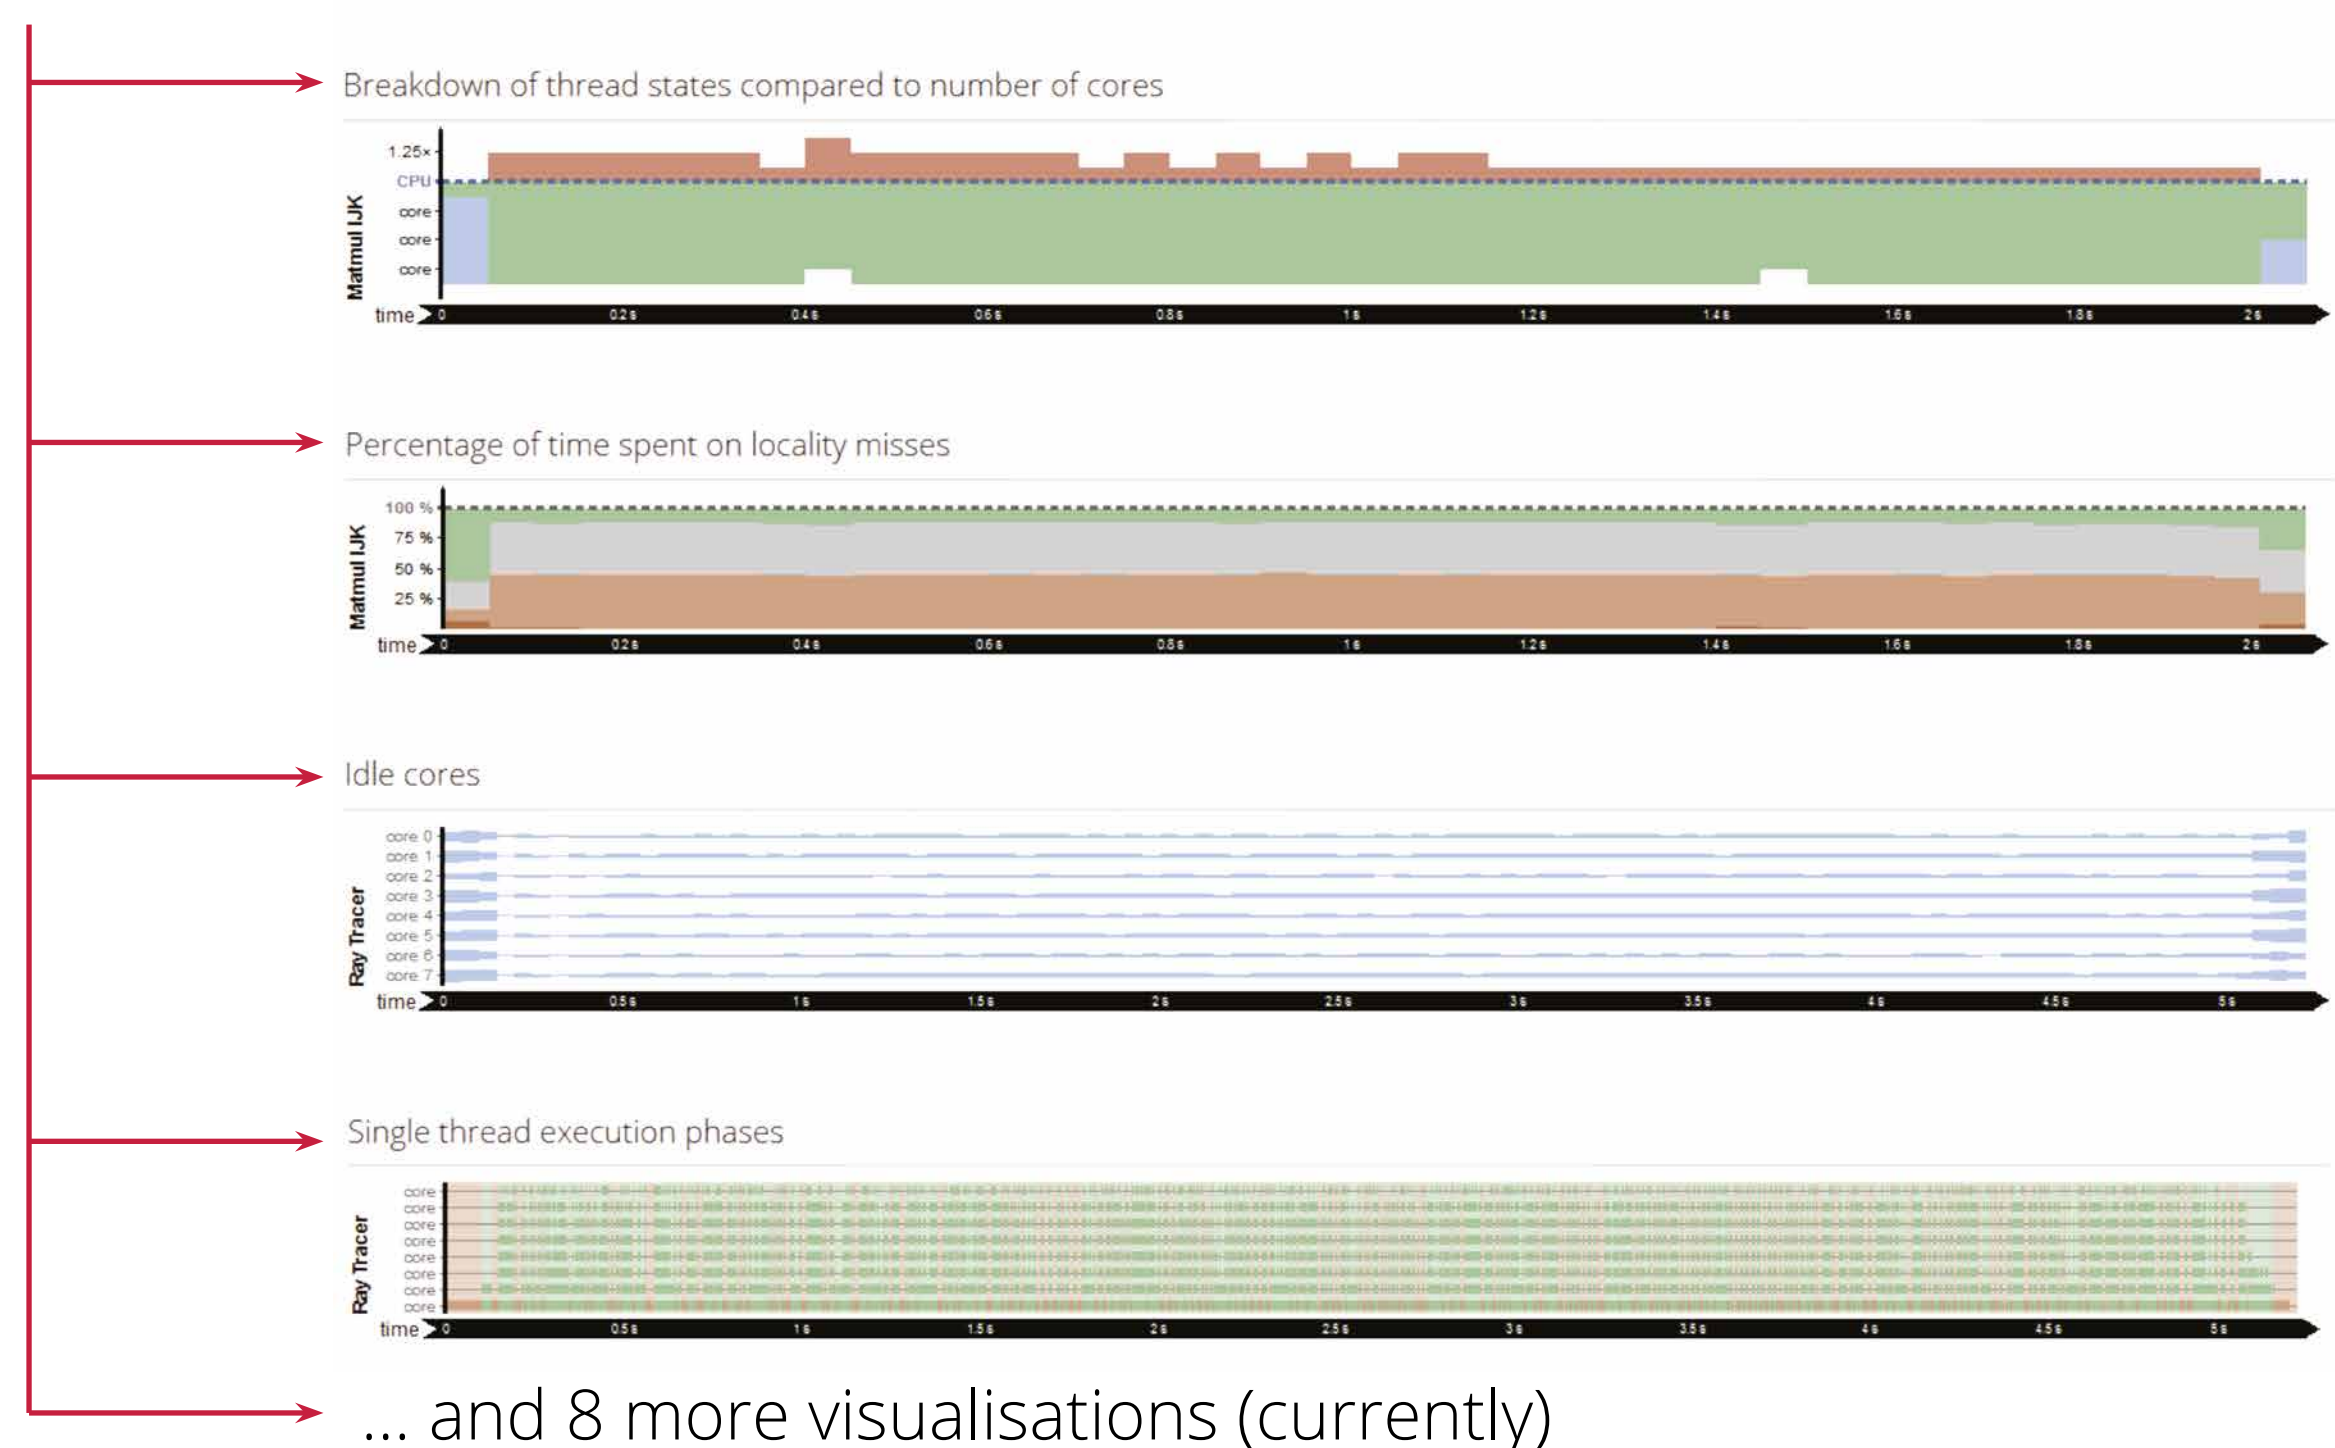 Breakdown of thread states compared to number of cores
1.25×
CPU
core
core
core
Matmul IJK
time 0 0.2s 0.4s 0.6s 0.8s 1s 1.2s 1.4s 1.6s 1.8s 2s
Percentage of time spent on locality misses
100 %
75 %
50 %
25 %
Matmul IJK
time 0 0.2s 0.4s 0.6s 0.8s 1s 1.2s 1.4s 1.6s 1.8s 2s
Idle cores
core 0
core 1
core 2
core 3
core 4
core 5
core 6
core 7
Ray Tracer
time 0 0.5s 1s 1.5s 2s 2.5s 3s 3.5s 4s 4.5s 5s
Single thread execution phases
core
core
core
core
core
core
core
core
Ray Tracer
time 0 0.5s 1s 1.5s 2s 2.5s 3s 3.5s 4s 4.5s 5s
... and 8 more visualisations (currently)